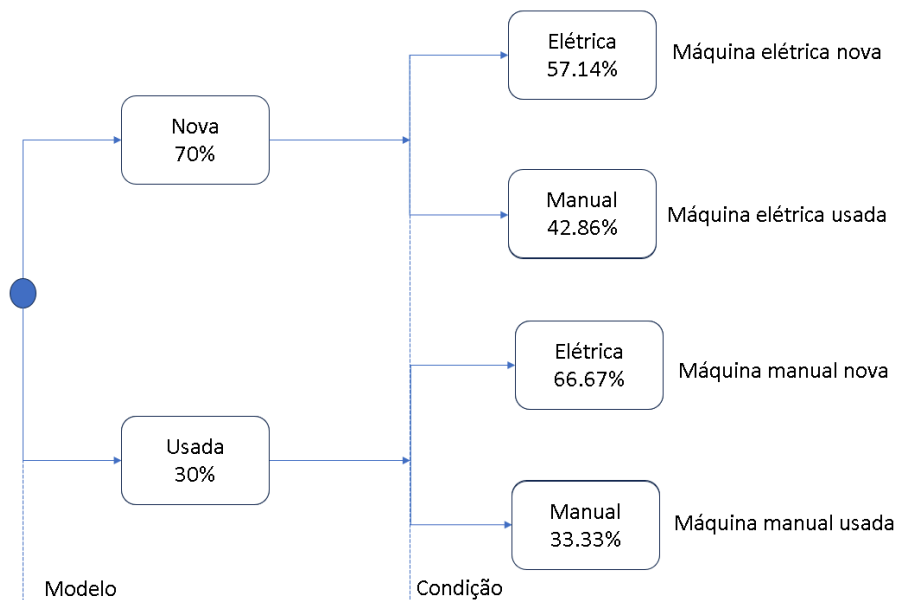 Elétrica
57.14%
Máquina elétrica nova
Nova
70%
Manual
42.86%
Máquina elétrica usada
Elétrica
66.67%
Máquina manual nova
Usada
30%
Manual
33.33%
Máquina manual usada
Modelo
Condição